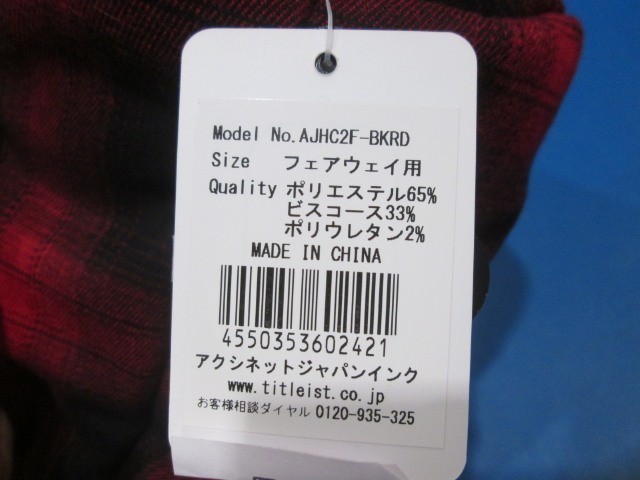 Model No.AJHC2F-BKRD
Size フェアウェイ用
Quality ポリエステル65%
ビスコース33%
ポリウレタン2%
MADE IN CHINA
4550353602421
アクシネットジャパンインク
www.titleist.co.jp
お客様相談ダイヤル 0120-935-325